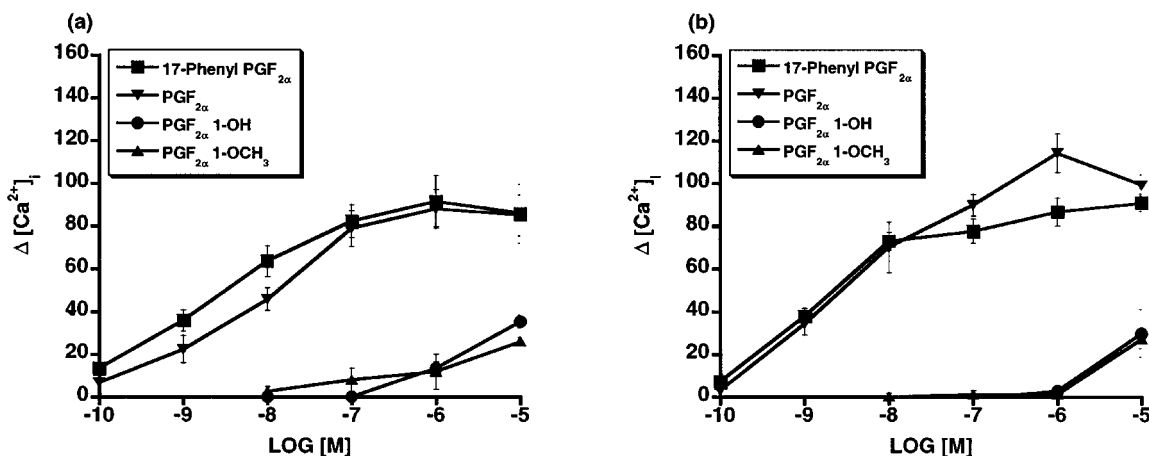 (a)
160
140
120
100
80
60
40
20
0
Δ [Ca²⁺]ᵢ
17-Phenyl PGF₂α
PGF₂α
PGF₂α 1-OH
PGF₂α 1-OCH₃
-10 -9 -8 -7 -6 -5
LOG [M]
(b)
160
140
120
100
80
60
40
20
0
Δ [Ca²⁺]ᵢ
17-Phenyl PGF₂α
PGF₂α
PGF₂α 1-OH
PGF₂α 1-OCH₃
-10 -9 -8 -7 -6 -5
LOG [M]